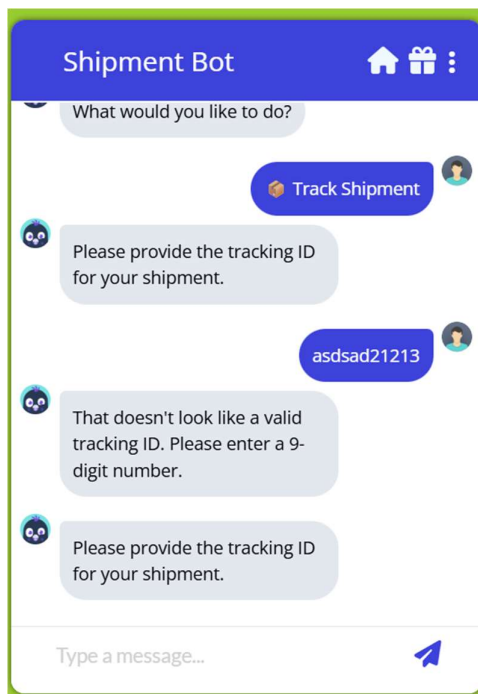 Shipment Bot
What would you like to do?
Track Shipment
Please provide the tracking ID
for your shipment.
asdsad21213
That doesn't look like a valid
tracking ID. Please enter a 9-
digit number.
Please provide the tracking ID
for your shipment.
Type a message...